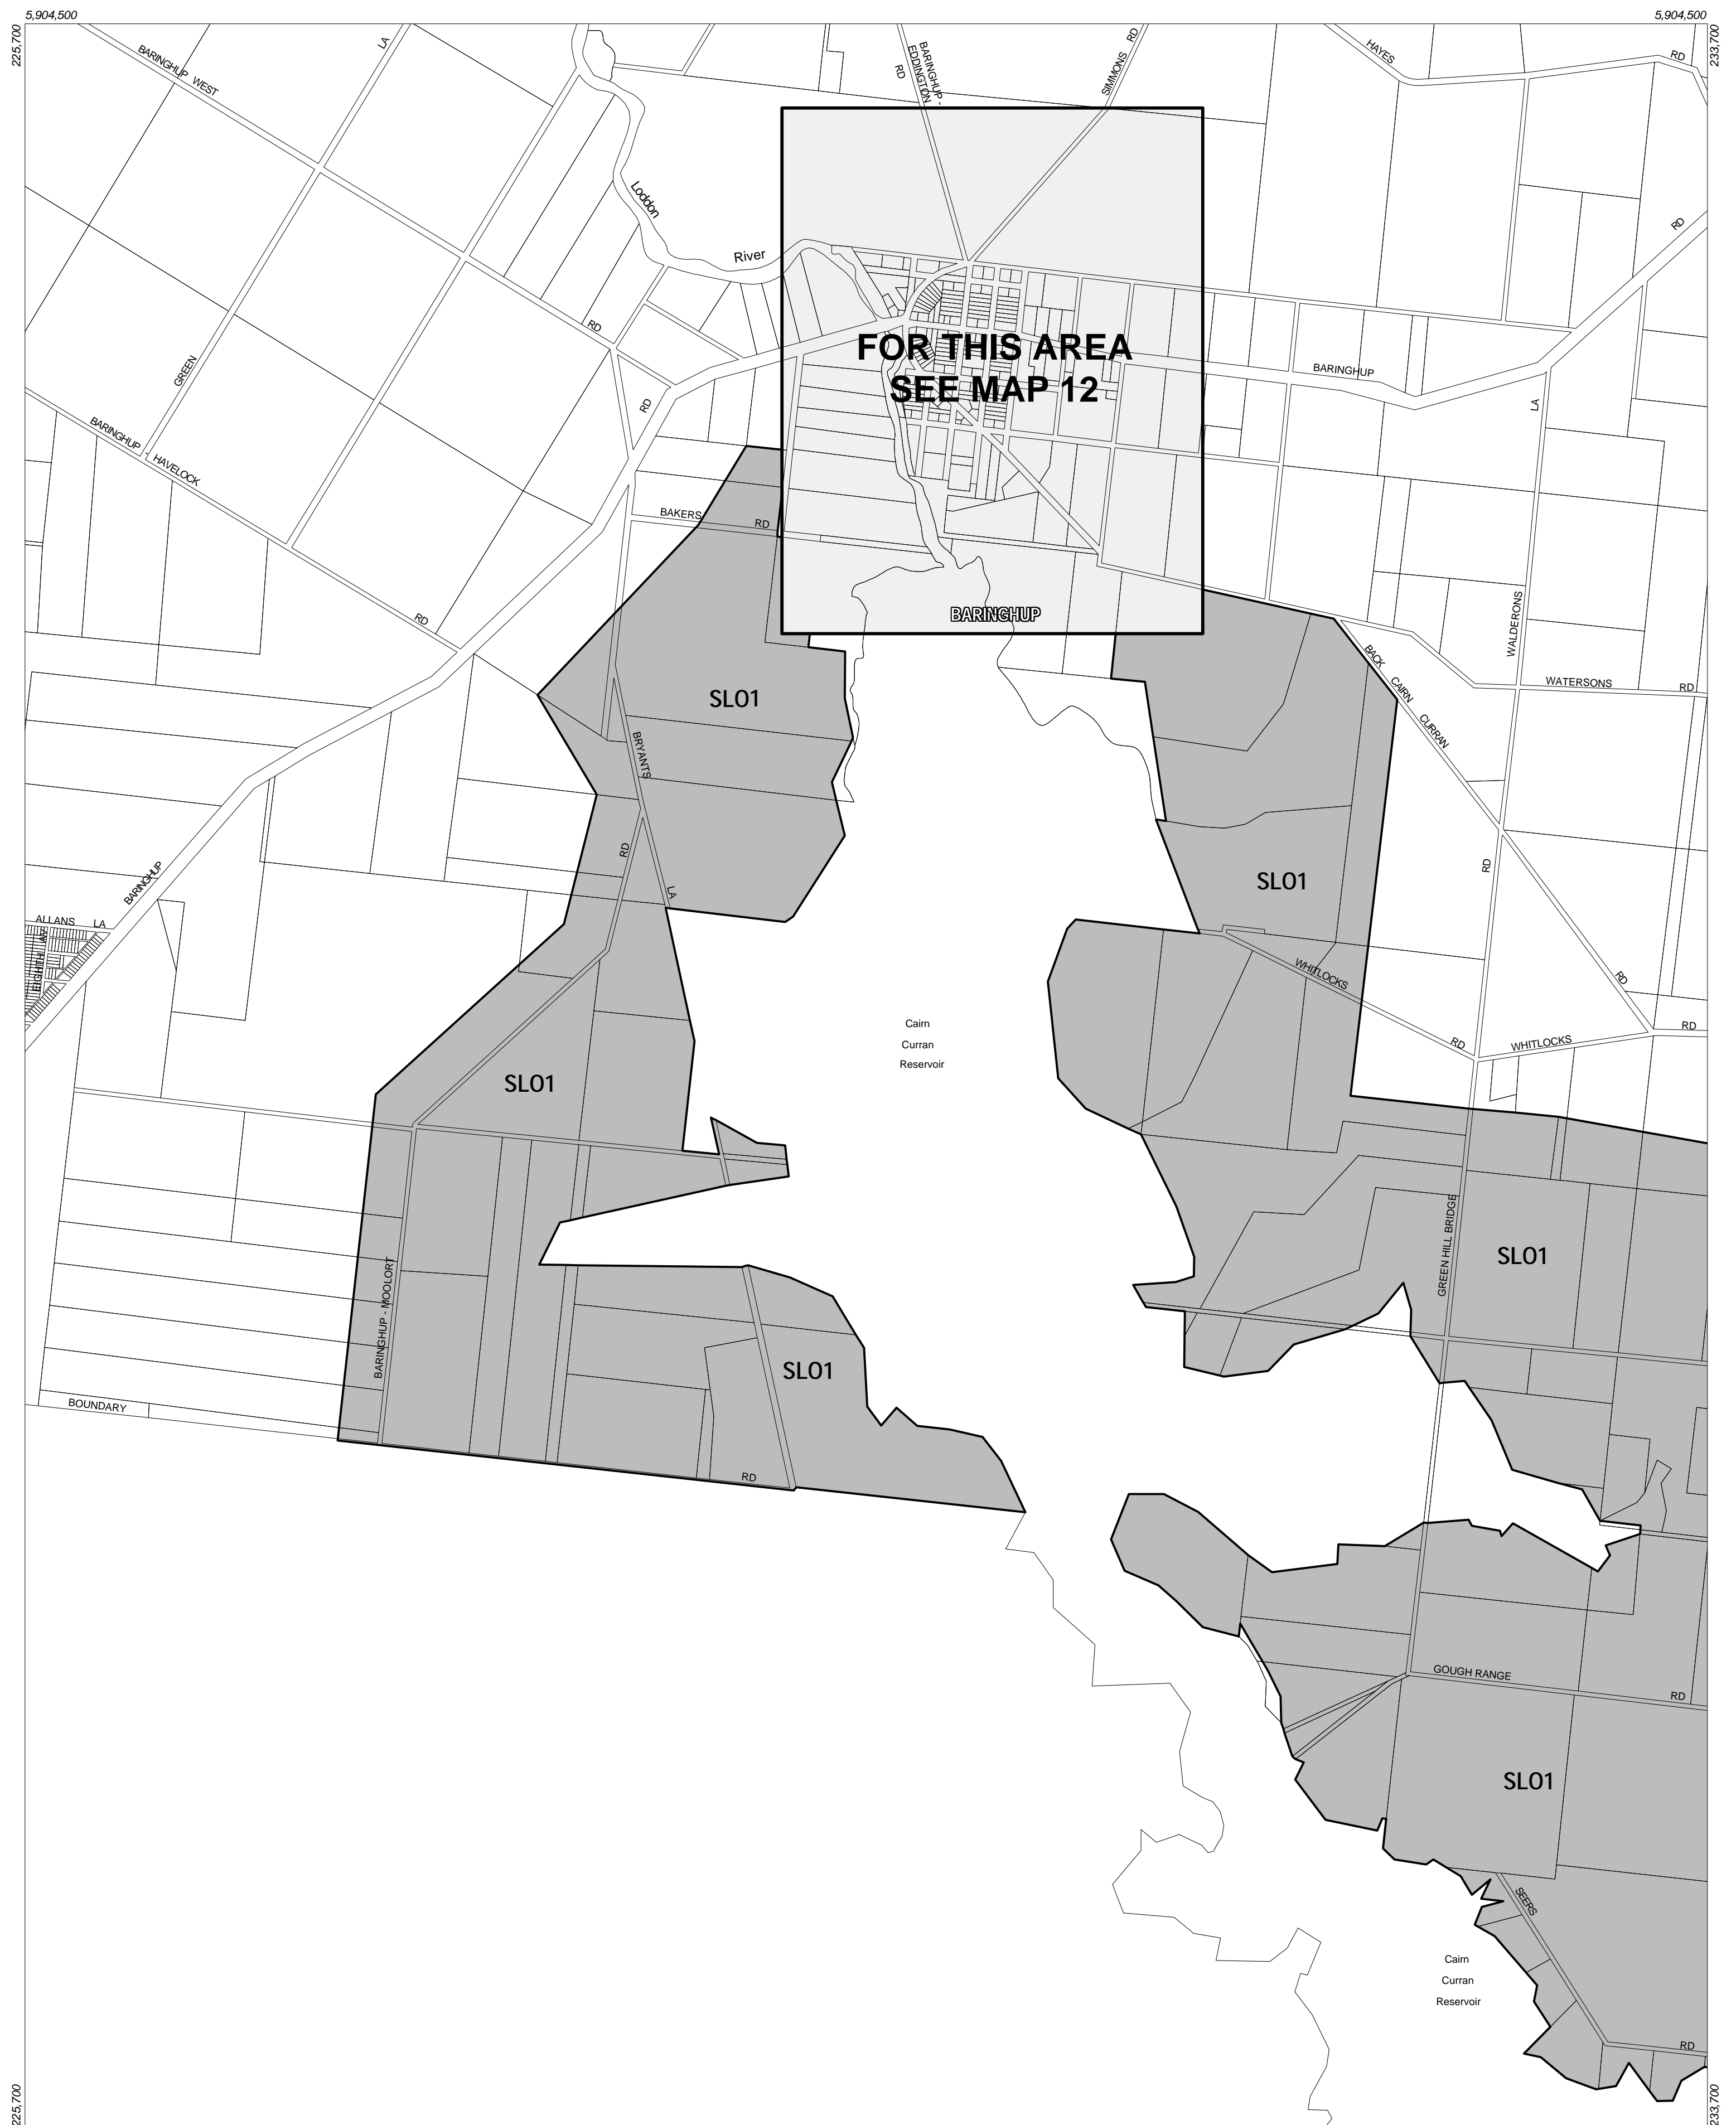 5,904,500
5,904,500
225,700
233,700
BARINGHUP WEST
LA
BARINGHUP -
EDDINGTON
RD
SIMMONS RD
HAYES
RD
Loddon
River
RD
RD
GREEN
RD
FOR THIS AREA
SEE MAP 12
BARINGHUP
LA
BARINGHUP
HAVELOCK
RD
BAKERS
RD
BARINGHUP
WALDERONS
BACK CAIRN CURRAN
WATERSONS
RD
SLO1
BRYANTS
RD
LA
SLO1
RD
BARINGHUP
ALLANS LA
EIGHTH AV
WHITLOCKS
RD
RD
WHITLOCKS
RD
Cairn
Curran
Reservoir
SLO1
GREEN HILL BRIDGE
SLO1
BARINGHUP - MOOLORT
SLO1
BOUNDARY
RD
GOUGH RANGE
RD
SLO1
SEERS
Cairn
Curran
Reservoir
RD
225,700
233,700